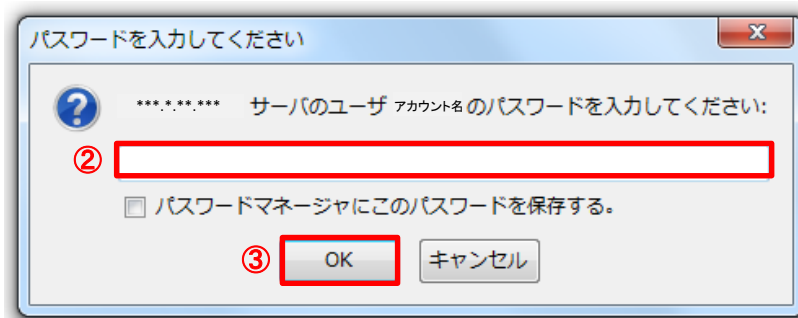 パスワードを入力してください
***.*.**.*** サーバのユーザ アカウント名 のパスワードを入力してください:
②
パスワードマネージャにこのパスワードを保存する。
③ OK キャンセル